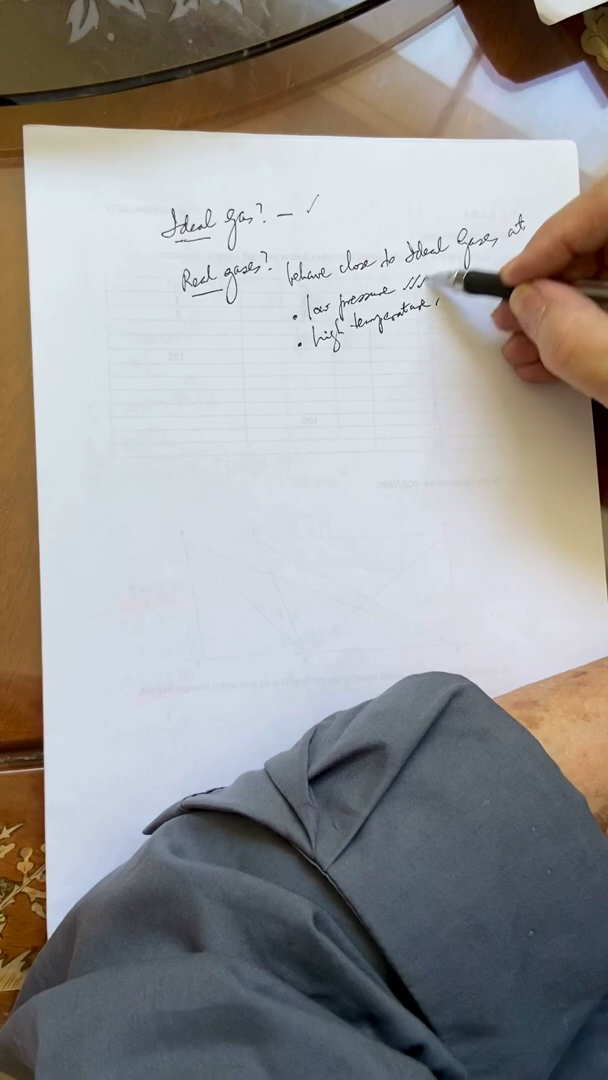 Ideal gas? — ✓
Real gases? behave close to Ideal Gases at
• low pressure
• high temperature